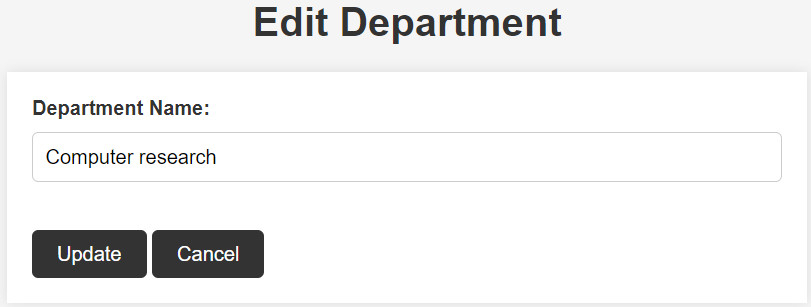 Edit Department
Department Name:
Computer research
Update Cancel